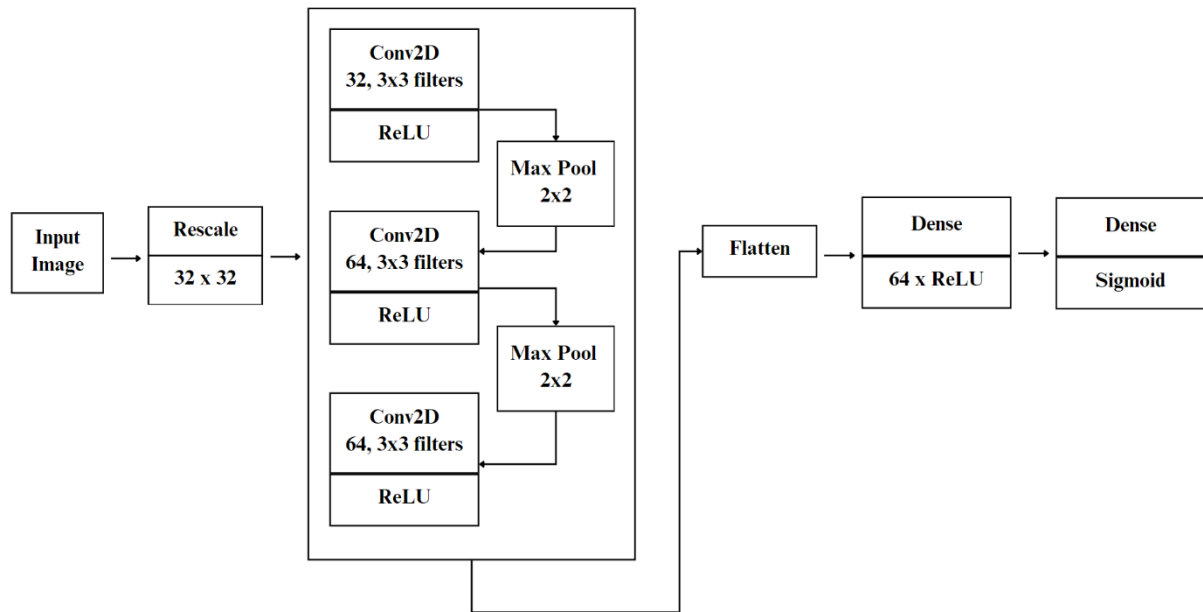 Input
Image
Rescale
32 x 32
Conv2D
32, 3x3 filters
ReLU
Max Pool
2x2
Conv2D
64, 3x3 filters
ReLU
Max Pool
2x2
Conv2D
64, 3x3 filters
ReLU
Flatten
Dense
64 x ReLU
Dense
Sigmoid